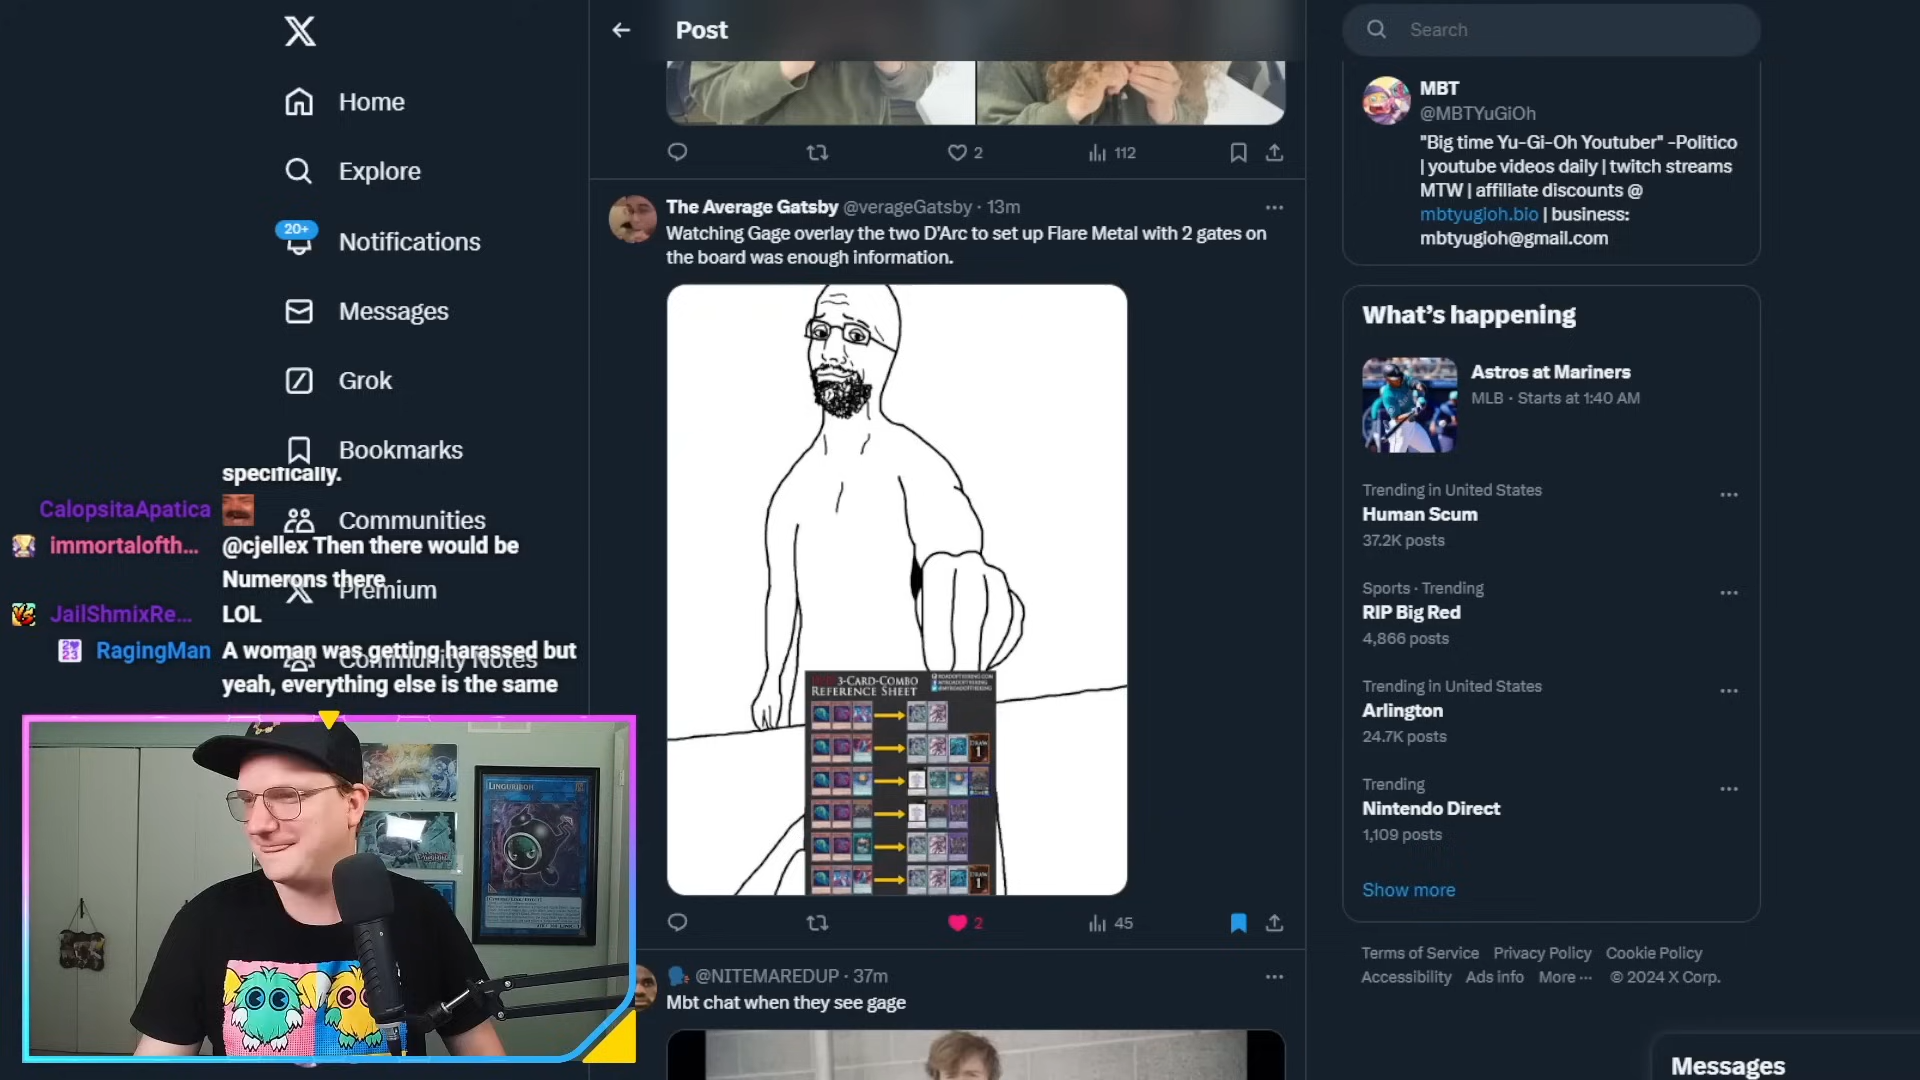 Home
Explore
20+
Notifications
Messages
Grok
Bookmarks
Communities
Premium
Community Notes
specifically.
CalopsitaApatica
immortalofth... @cjellex Then there would be
Numerons there
JailShmixRe... LOL
RagingMan A woman was getting harassed but
yeah, everything else is the same
LINGURIBOH
Post
2
112
The Average Gatsby @verageGatsby · 13m
Watching Gage overlay the two D'Arc to set up Flare Metal with 2 gates on
the board was enough information.
3-CARD-COMBO
REFERENCE SHEET
DRAW 1
DRAW 1
2
45
@NITEMAREDUP · 37m
Mbt chat when they see gage
Search
MBT
@MBTYuGiOh
"Big time Yu-Gi-Oh Youtuber" -Politico
| youtube videos daily | twitch streams
MTW | affiliate discounts @
mbtyugioh.bio | business:
mbtyugioh@gmail.com
What's happening
Astros at Mariners
MLB · Starts at 1:40 AM
Trending in United States
Human Scum
37.2K posts
Sports · Trending
RIP Big Red
4,866 posts
Trending in United States
Arlington
24.7K posts
Trending
Nintendo Direct
1,109 posts
Show more
Terms of Service Privacy Policy Cookie Policy
Accessibility Ads info More ··· © 2024 X Corp.
Messages